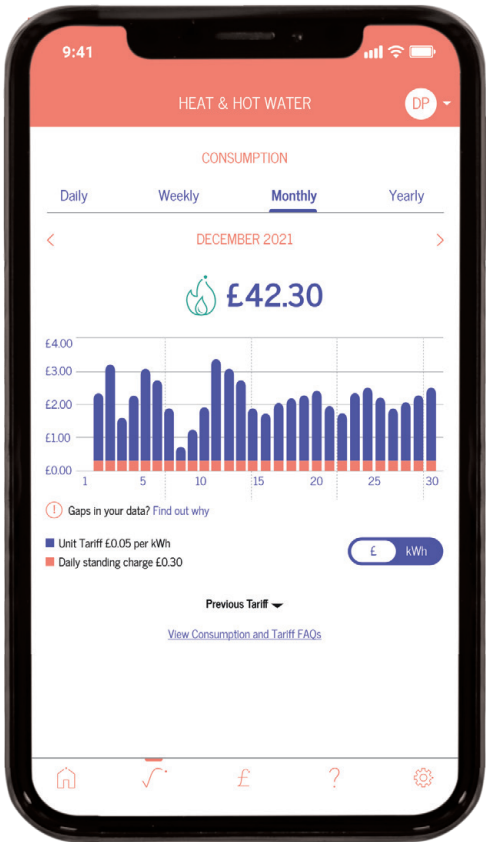 9:41
HEAT & HOT WATER
DP
CONSUMPTION
Daily Weekly Monthly Yearly
DECEMBER 2021
£42.30
£4.00
£3.00
£2.00
£1.00
£0.00
1 5 10 15 20 25 30
! Gaps in your data? Find out why
Unit Tariff £0.05 per kWh
Daily standing charge £0.30
£ kWh
Previous Tariff
View Consumption and Tariff FAQs
£ ?